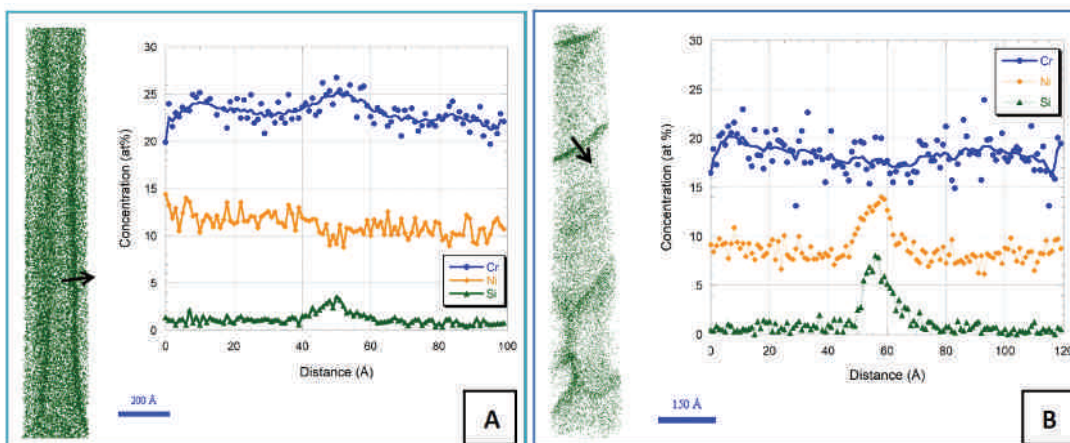 30
25
20
15
10
5
0
Concentration (at%)
Cr
Ni
Si
0 20 40 60 80 100
Distance (Å)
200 Å
A
30
25
20
15
10
5
0
Concentration (at %)
Cr
Ni
Si
0 20 40 60 80 100 120
Distance (Å)
150 Å
B